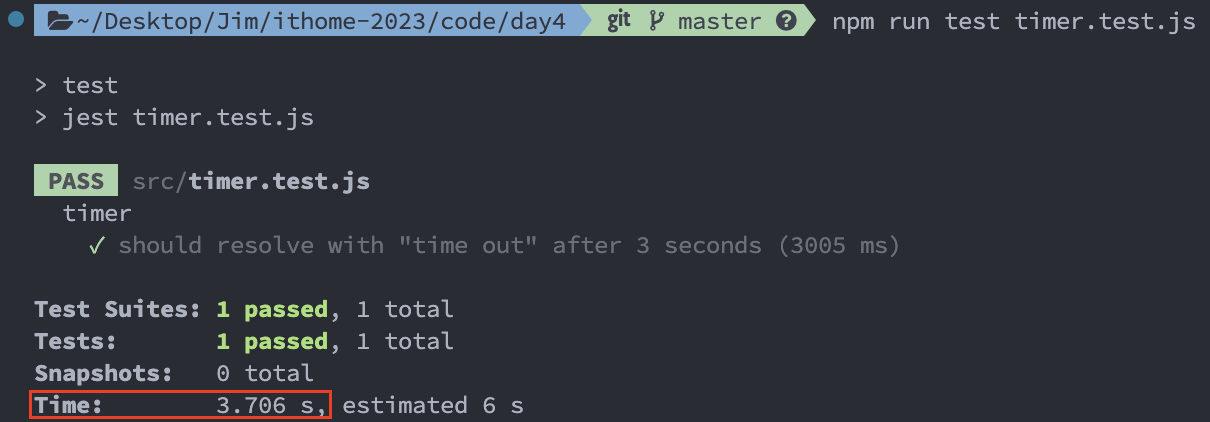 ~/Desktop/Jim/ithome-2023/code/day4 git master ? npm run test timer.test.js
> test
> jest timer.test.js
PASS src/timer.test.js
timer
✓ should resolve with "time out" after 3 seconds (3005 ms)
Test Suites: 1 passed, 1 total
Tests: 1 passed, 1 total
Snapshots: 0 total
Time: 3.706 s, estimated 6 s